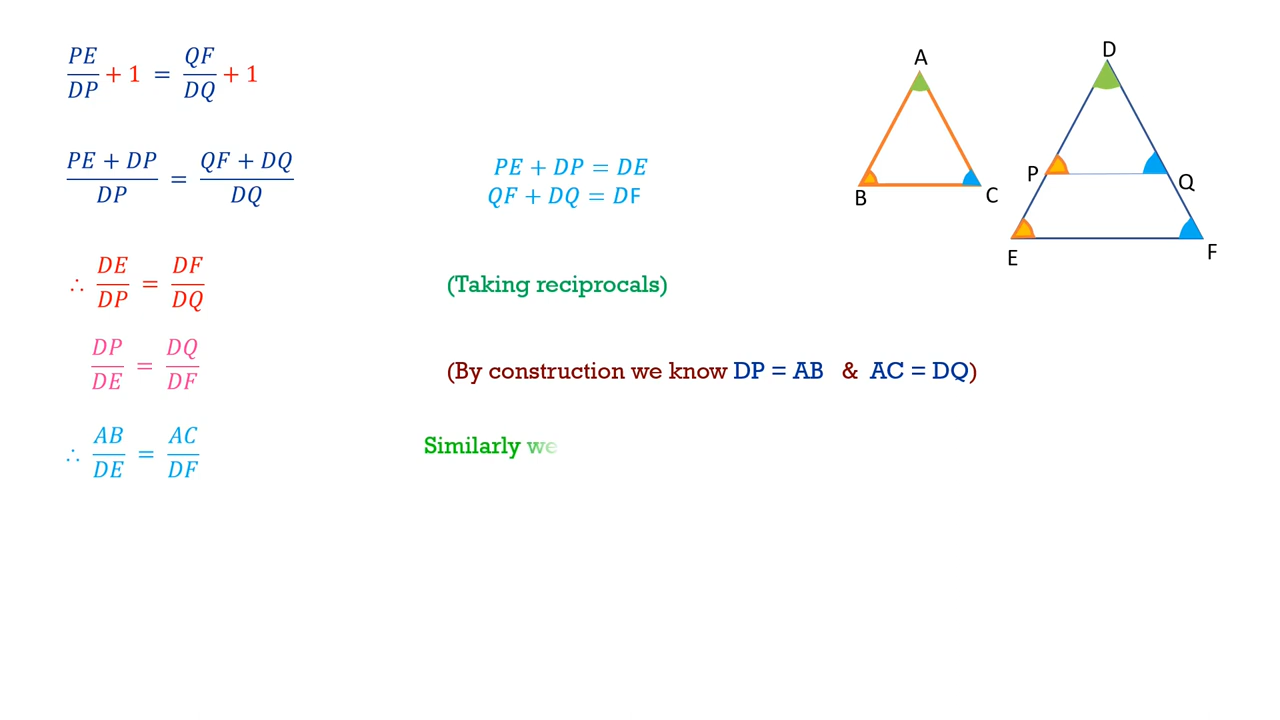 PE/DP + 1 = QF/DQ + 1
(PE + DP)/DP = (QF + DQ)/DQ
PE + DP = DE
QF + DQ = DF
∴ DE/DP = DF/DQ (Taking reciprocals)
DP/DE = DQ/DF (By construction we know DP = AB & AC = DQ)
∴ AB/DE = AC/DF Similarly we
A
B
C
D
P
Q
E
F